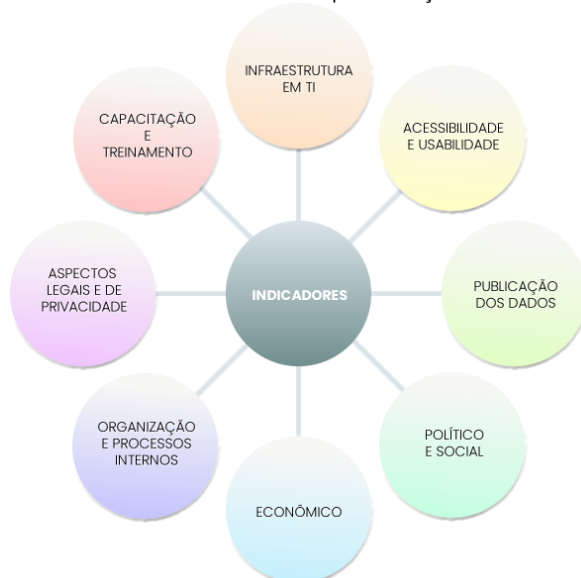 INFRAESTRUTURA
EM TI
ACESSIBILIDADE
E USABILIDADE
PUBLICAÇÃO
DOS DADOS
POLÍTICO
E SOCIAL
ECONÔMICO
ORGANIZAÇÃO
E PROCESSOS
INTERNOS
ASPECTOS
LEGAIS E DE
PRIVACIDADE
CAPACITAÇÃO
E
TREINAMENTO
INDICADORES